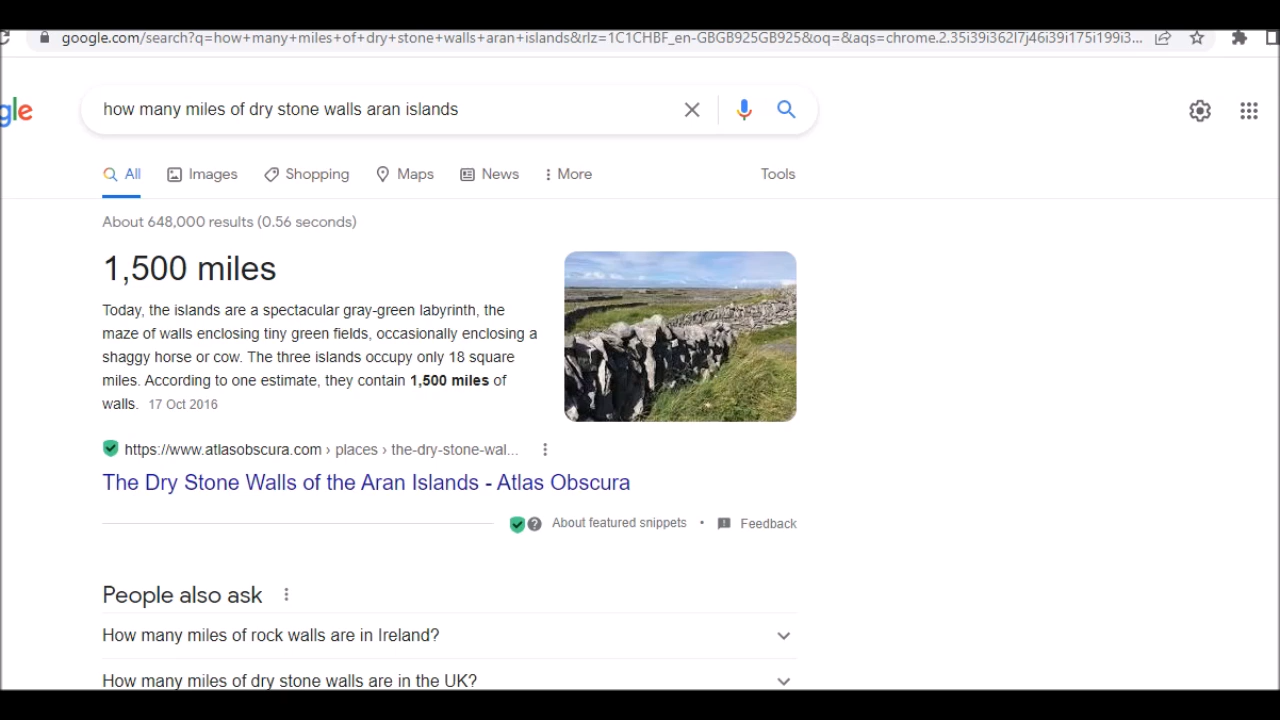 google.com/search?q=how+many+miles+of+dry+stone+walls+aran+islands&rlz=1C1CHBF_en-GBGB925GB925&oq=&aqs=chrome.2.35i39i362l7j46i39i175i199i3...
gle
how many miles of dry stone walls aran islands
All Images Shopping Maps News More Tools
About 648,000 results (0.56 seconds)
1,500 miles
Today, the islands are a spectacular gray-green labyrinth, the
maze of walls enclosing tiny green fields, occasionally enclosing a
shaggy horse or cow. The three islands occupy only 18 square
miles. According to one estimate, they contain 1,500 miles of
walls. 17 Oct 2016
https://www.atlasobscura.com › places › the-dry-stone-wal...
The Dry Stone Walls of the Aran Islands - Atlas Obscura
About featured snippets • Feedback
People also ask
How many miles of rock walls are in Ireland?
How many miles of dry stone walls are in the UK?